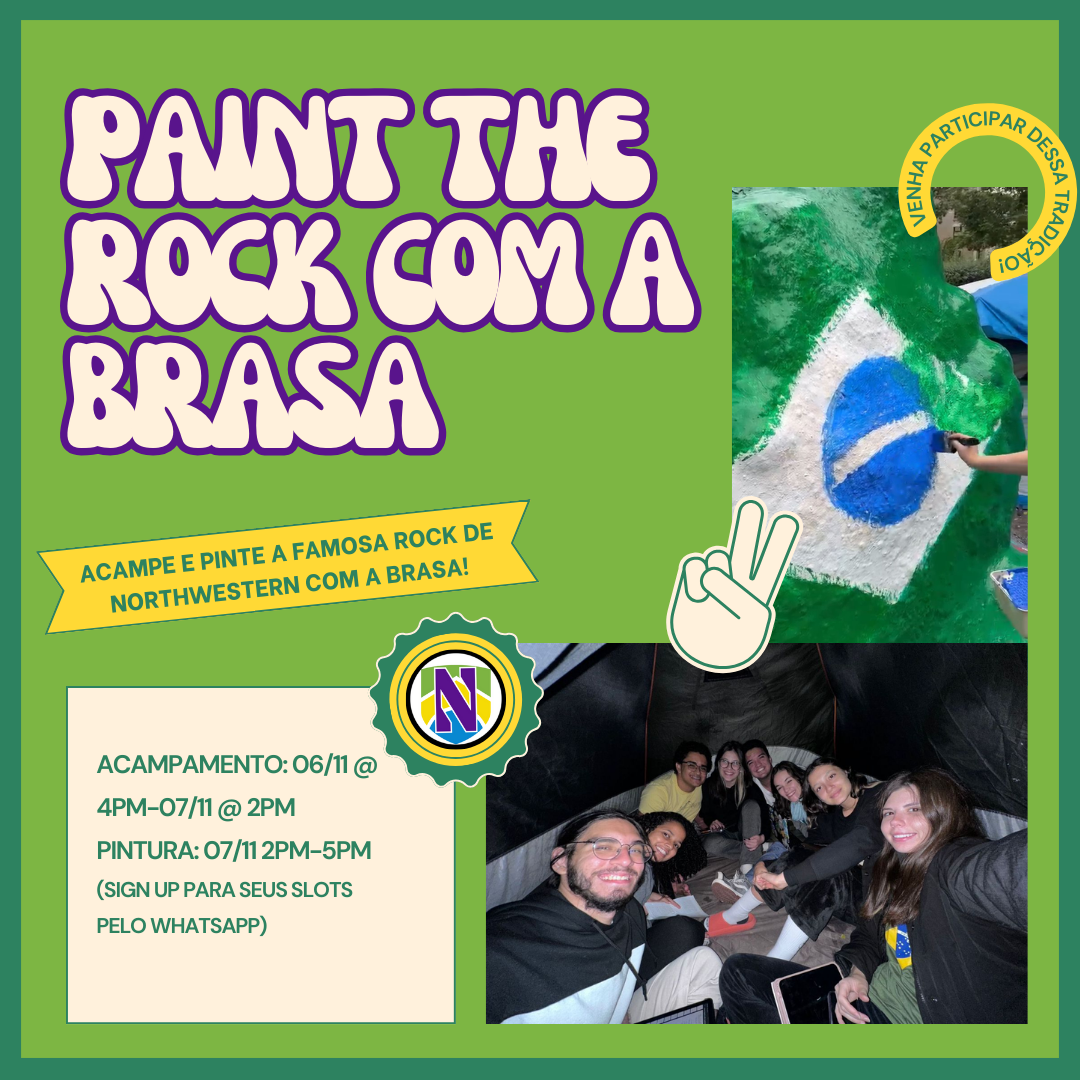 PAINT THE
ROCK COM A
BRASA
VENHA PARTICIPAR DESSA TRADIÇÃO!
ACAMPE E PINTE A FAMOSA ROCK DE
NORTHWESTERN COM A BRASA!
N
ACAMPAMENTO: 06/11 @
4PM-07/11 @ 2PM
PINTURA: 07/11 2PM-5PM
(SIGN UP PARA SEUS SLOTS
PELO WHATSAPP)